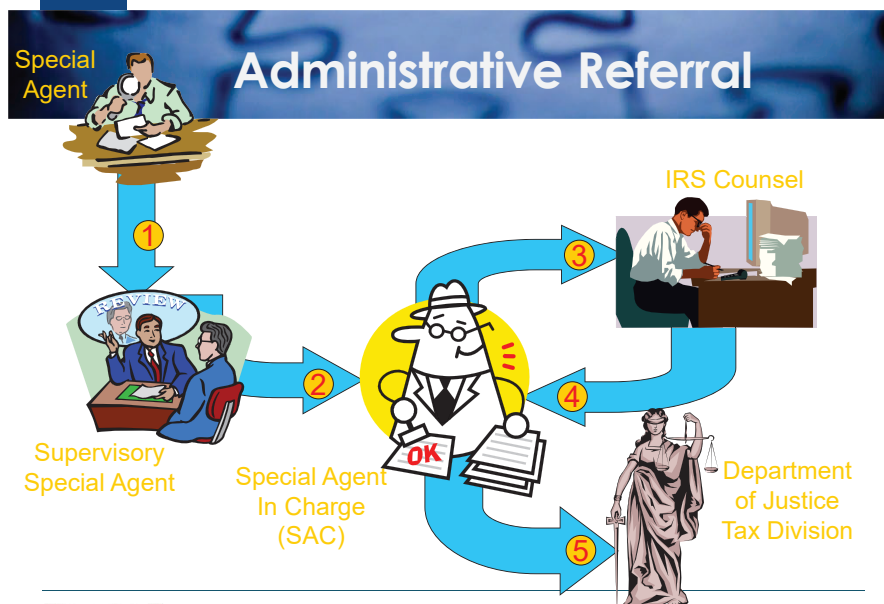 Special
Agent
Administrative Referral
IRS Counsel
1
3
REVIEW
2
4
OK
Supervisory
Special Agent
Special Agent
In Charge
(SAC)
Department
of Justice
Tax Division
5